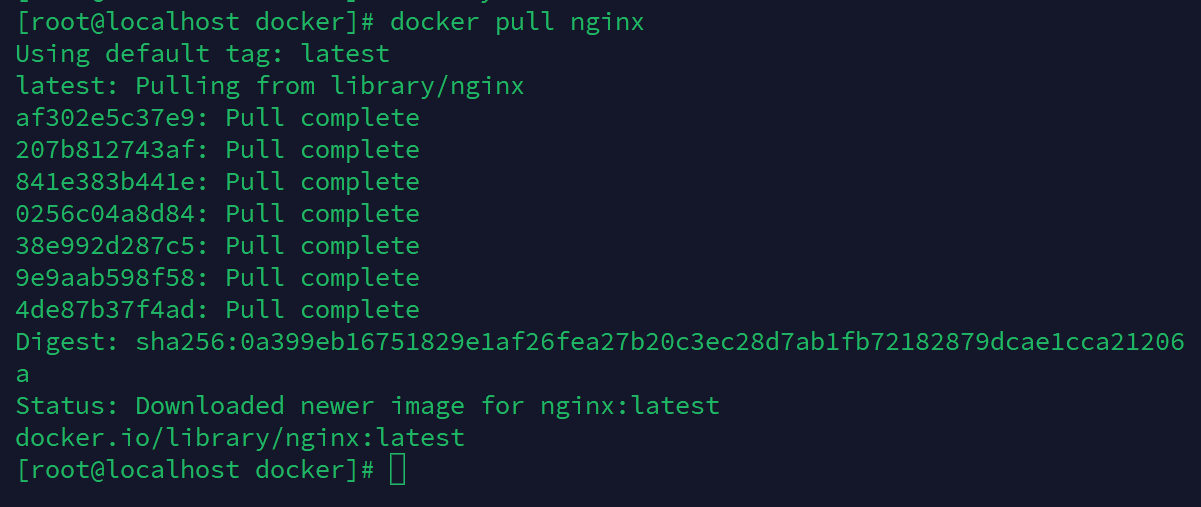 [root@localhost docker]# docker pull nginx
Using default tag: latest
latest: Pulling from library/nginx
af302e5c37e9: Pull complete
207b812743af: Pull complete
841e383b441e: Pull complete
0256c04a8d84: Pull complete
38e992d287c5: Pull complete
9e9aab598f58: Pull complete
4de87b37f4ad: Pull complete
Digest: sha256:0a399eb16751829e1af26fea27b20c3ec28d7ab1fb72182879dcae1cca21206
a
Status: Downloaded newer image for nginx:latest
docker.io/library/nginx:latest
[root@localhost docker]#